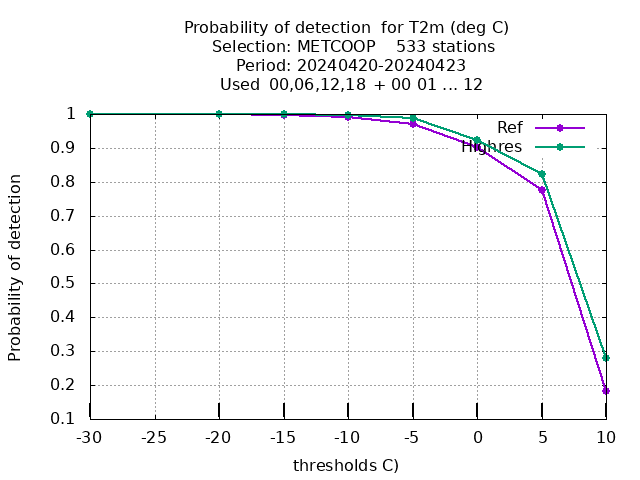 Probability of detection  for T2m (deg C)
Selection: METCOOP    533 stations
Period: 20240420-20240423
Used  00,06,12,18  + 00 01 ... 12
Ref
Highres
Probability of detection
1
0.9
0.8
0.7
0.6
0.5
0.4
0.3
0.2
0.1
-30 -25 -20 -15 -10 -5 0 5 10
thresholds C)